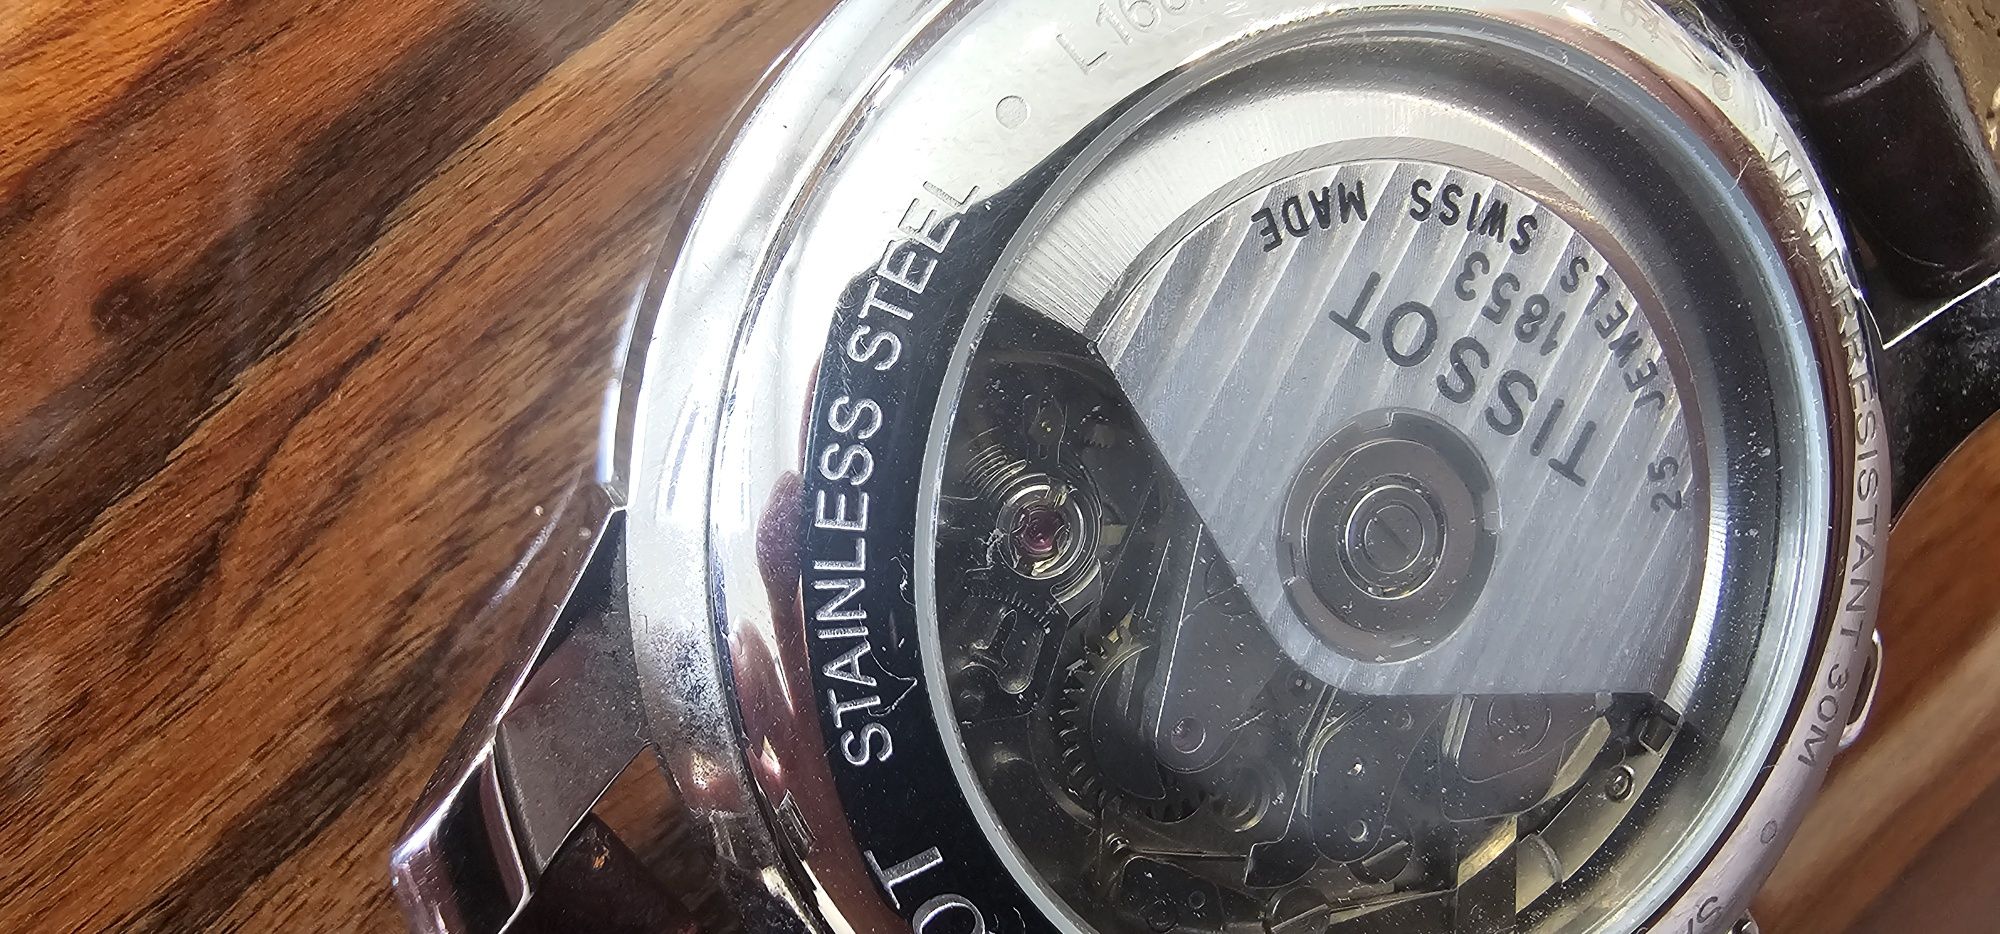 TISSOT
1853
25 JEWELS SWISS MADE
STAINLESS STEEL
WATER RESISTANT 30M